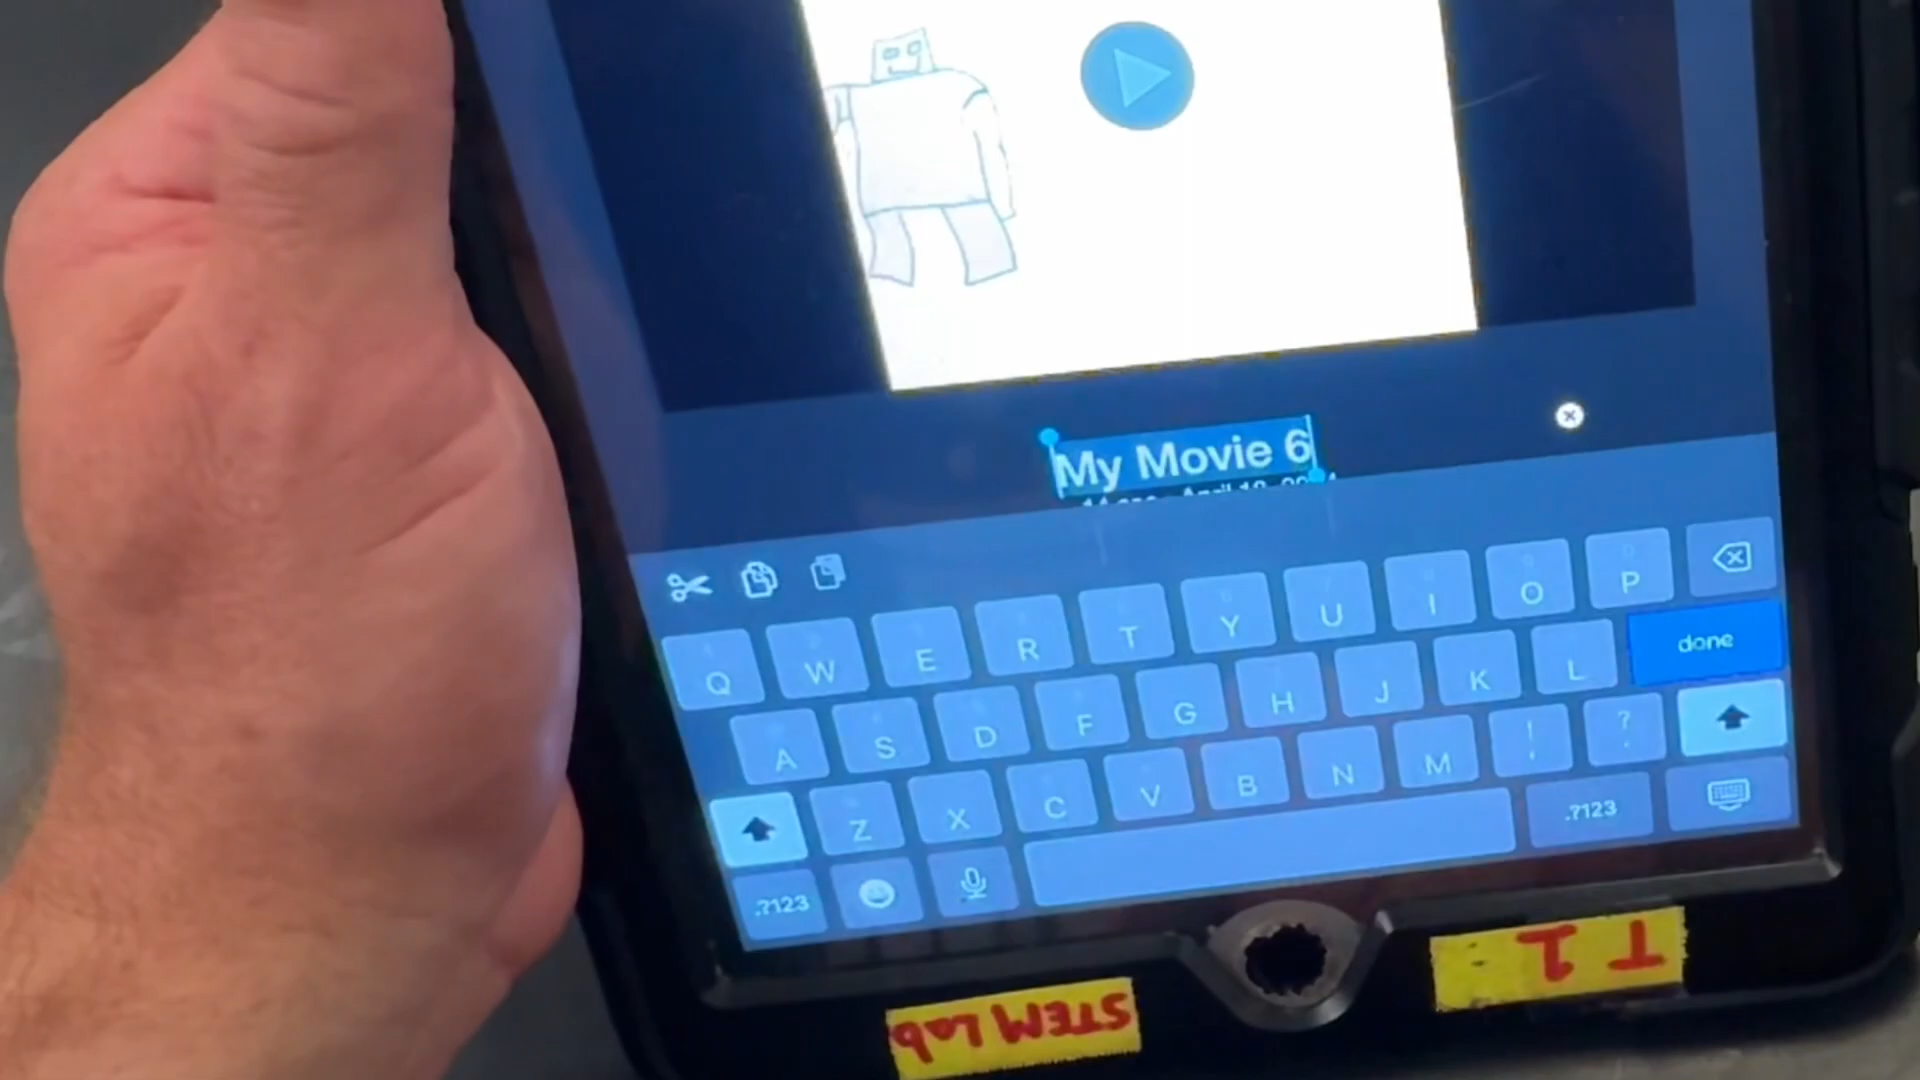 My Movie 6
Q W E R T Y U I O P
A S D F G H J K L done
Z X C V B N M ! , ? .
.?123 .?123
STEM Lab
T 1